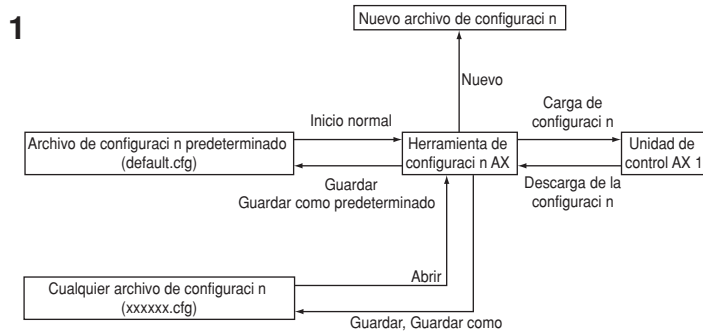 1
Nuevo archivo de configuraci n
Nuevo
Inicio normal
Carga de
configuraci n
Archivo de configuraci n predeterminado
(default.cfg)
Herramienta de
configuraci n AX
Unidad de
control AX 1
Guardar
Guardar como predeterminado
Descarga de la
configuraci n
Abrir
Cualquier archivo de configuraci n
(xxxxxx.cfg)
Guardar, Guardar como